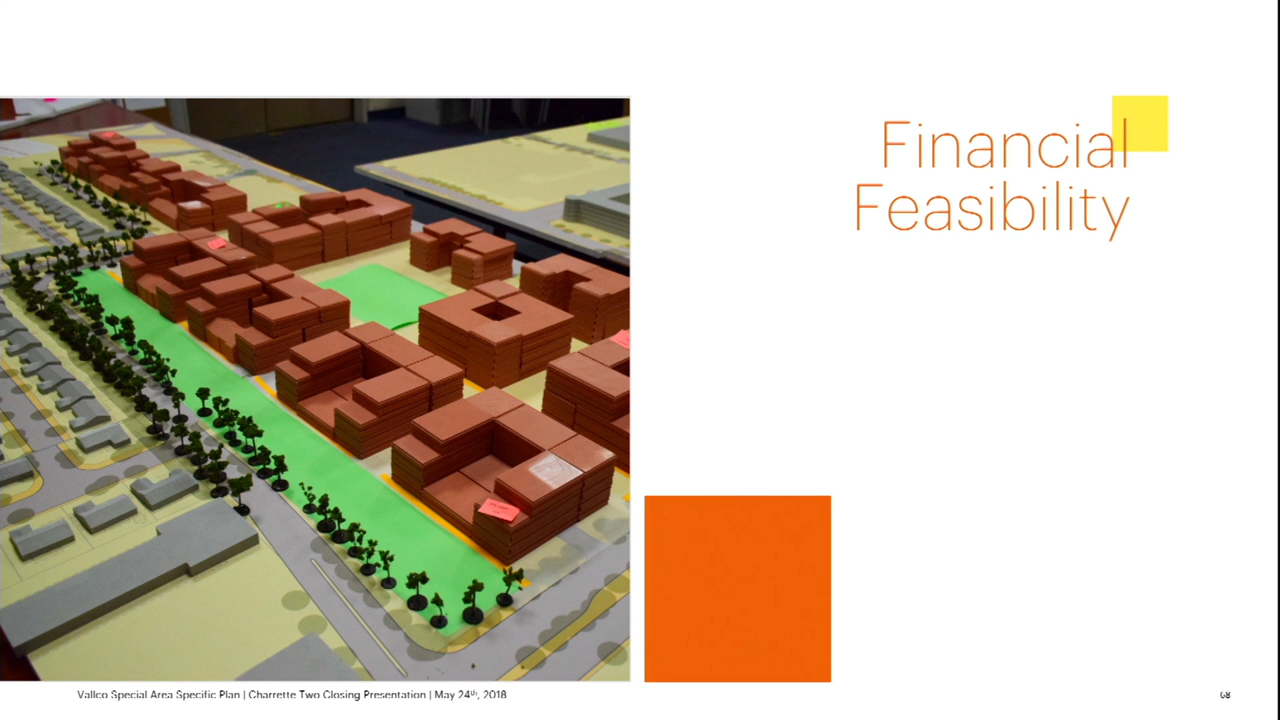 Financial
Feasibility
Vallco Special Area Specific Plan | Charrette Two Closing Presentation | May 24th, 2018
68